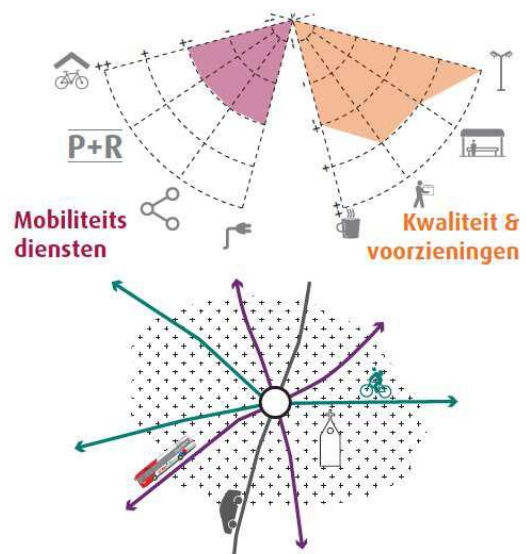 P+R
Mobiliteits
diensten
Kwaliteit &
voorzieningen